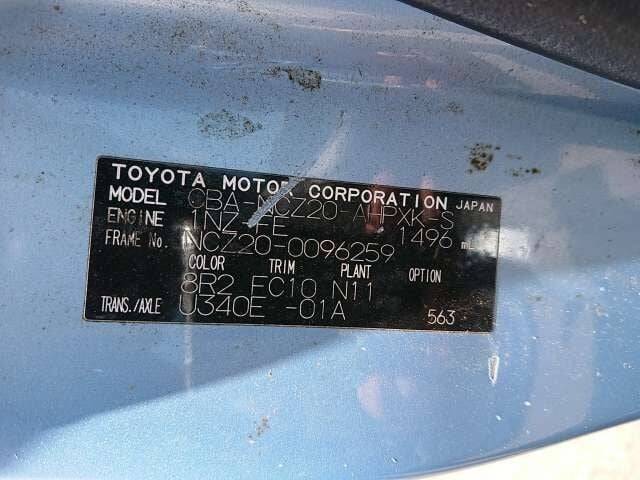 TOYOTA MOTOR CORPORATION JAPAN
MODEL CBA-NCZ20-AHPXK-S
ENGINE 1NZ-FE 1496 mL
FRAME No. NCZ20-0096259
COLOR TRIM PLANT OPTION
8R2 FC10 N11
TRANS./AXLE U340E -01A 563